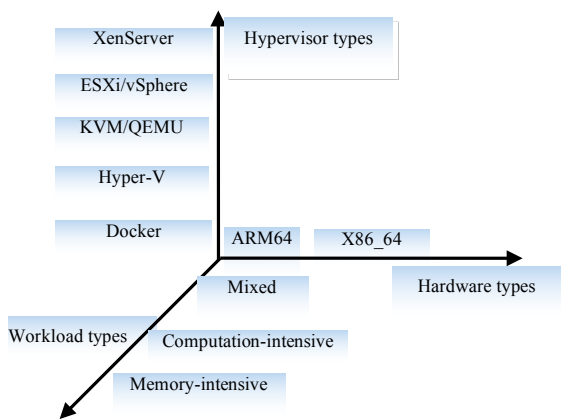 XenServer
Hypervisor types
ESXi/vSphere
KVM/QEMU
Hyper-V
Docker
ARM64
X86_64
Mixed
Hardware types
Workload types
Computation-intensive
Memory-intensive